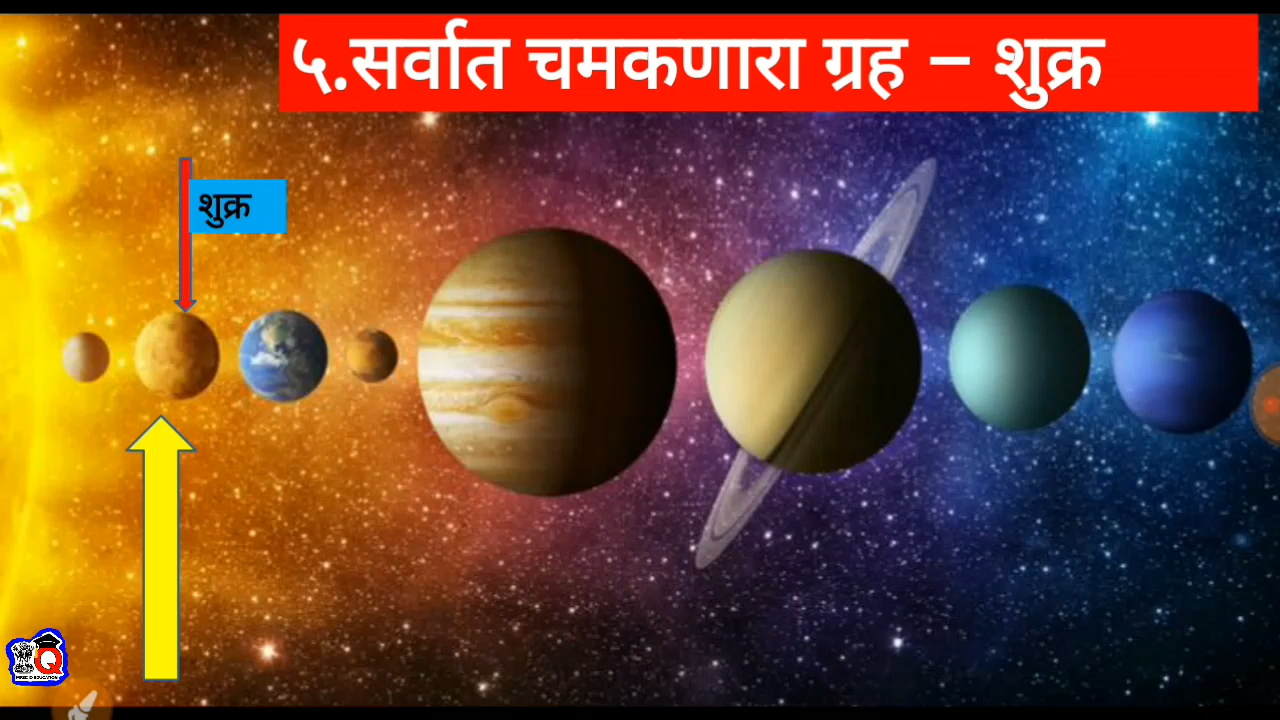 ५.सर्वात चमकणारा ग्रह – शुक्र
शुक्र